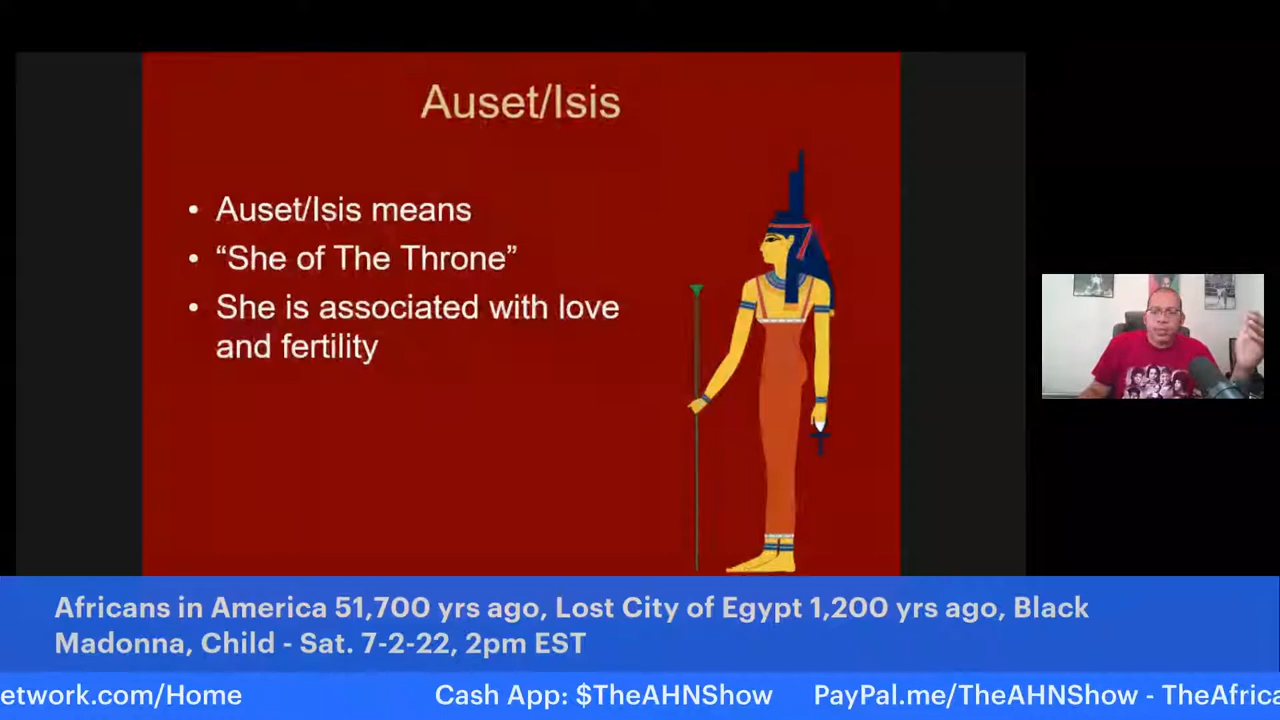 Auset/Isis
• Auset/Isis means
• “She of The Throne”
• She is associated with love
and fertility
Africans in America 51,700 yrs ago, Lost City of Egypt 1,200 yrs ago, Black
Madonna, Child - Sat. 7-2-22, 2pm EST
etwork.com/Home Cash App: $TheAHNShow PayPal.me/TheAHNShow - TheAfrica